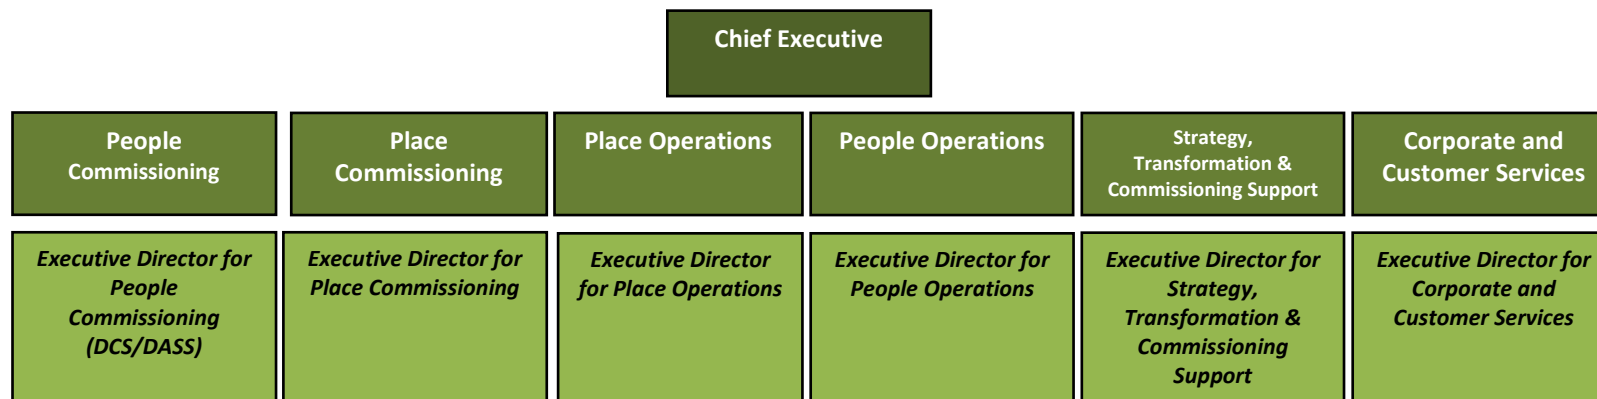 Chief Executive
People
Commissioning
Place
Commissioning
Place Operations
People Operations
Strategy,
Transformation &
Commissioning Support
Corporate and
Customer Services
Executive Director for
People
Commissioning
(DCS/DASS)
Executive Director for
Place Commissioning
Executive Director
for Place Operations
Executive Director for
People Operations
Executive Director for
Strategy,
Transformation &
Commissioning
Support
Executive Director for
Corporate and
Customer Services